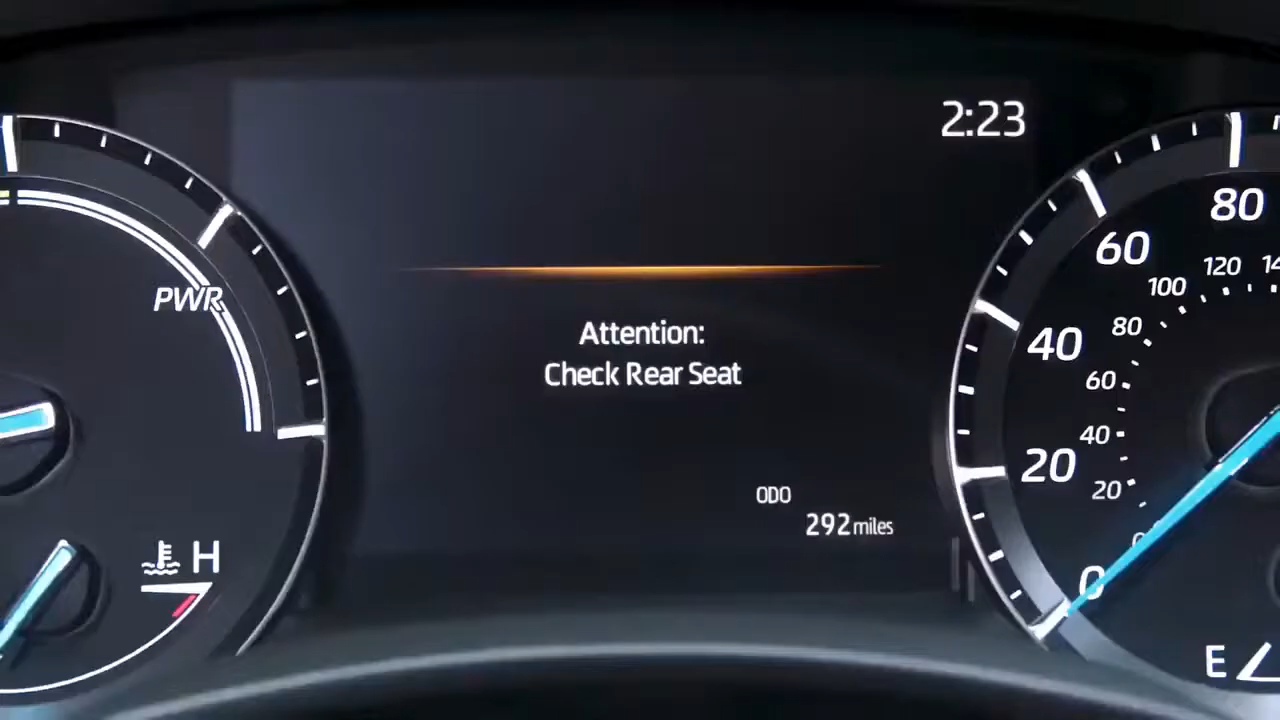 2:23
Attention:
Check Rear Seat
ODO
292 miles
PWR
H
80
60
40
20
0
120
100
80
60
40
20
E